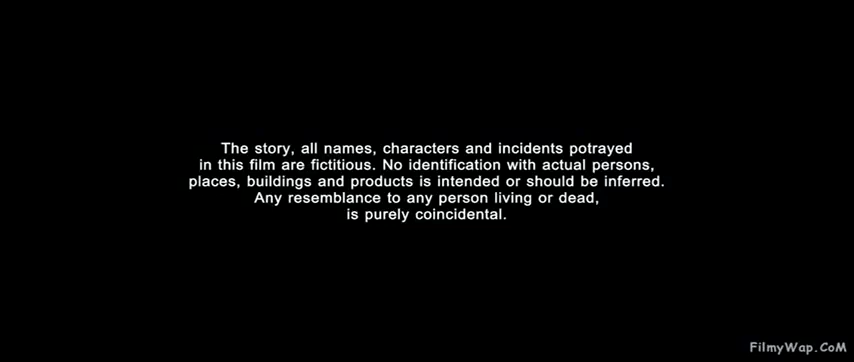 The story, all names, characters and incidents potrayed
in this film are fictitious. No identification with actual persons,
places, buildings and products is intended or should be inferred.
Any resemblance to any person living or dead,
is purely coincidental.
FilmyWap.CoM